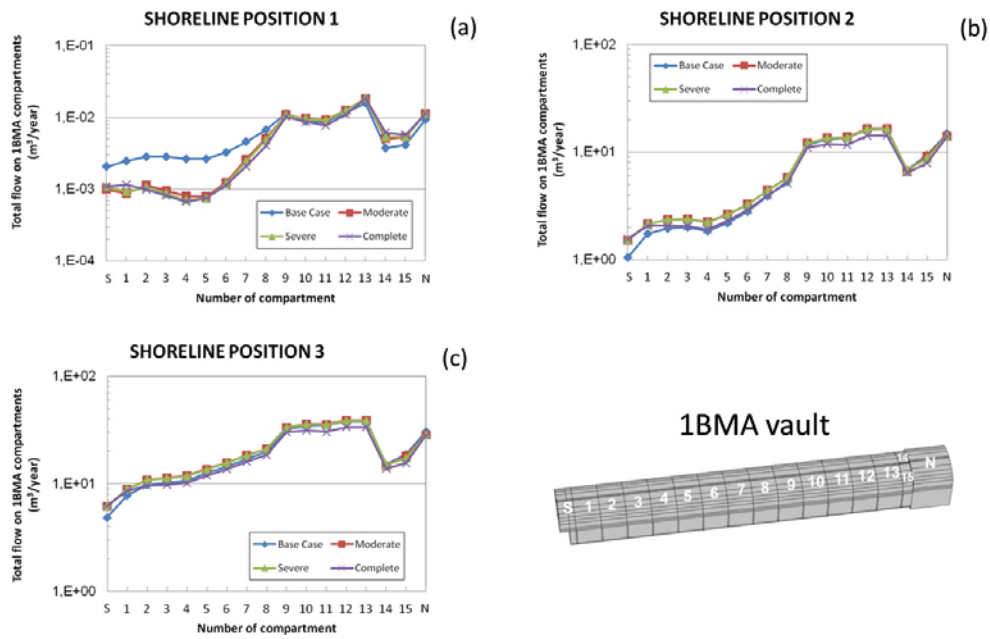 SHORELINE POSITION 1
(a)
Total flow on 1BMA compartments
(m³/year)
1,E-01
1,E-02
1,E-03
1,E-04
Base Case Moderate
Severe Complete
S 1 2 3 4 5 6 7 8 9 10 11 12 13 14 15 N
Number of compartment
SHORELINE POSITION 2
(b)
Total flow on 1BMA compartments
(m³/year)
1,E+02
1,E+01
1,E+00
Base Case Moderate
Severe Complete
S 1 2 3 4 5 6 7 8 9 10 11 12 13 14 15 N
Number of compartment
SHORELINE POSITION 3
(c)
Total flow on 1BMA compartments
(m³/year)
1,E+02
1,E+01
1,E+00
Base Case Moderate
Severe Complete
S 1 2 3 4 5 6 7 8 9 10 11 12 13 14 15 N
Number of compartment
1BMA vault
S 1 2 3 4 5 6 7 8 9 10 11 12 13 14 15 N